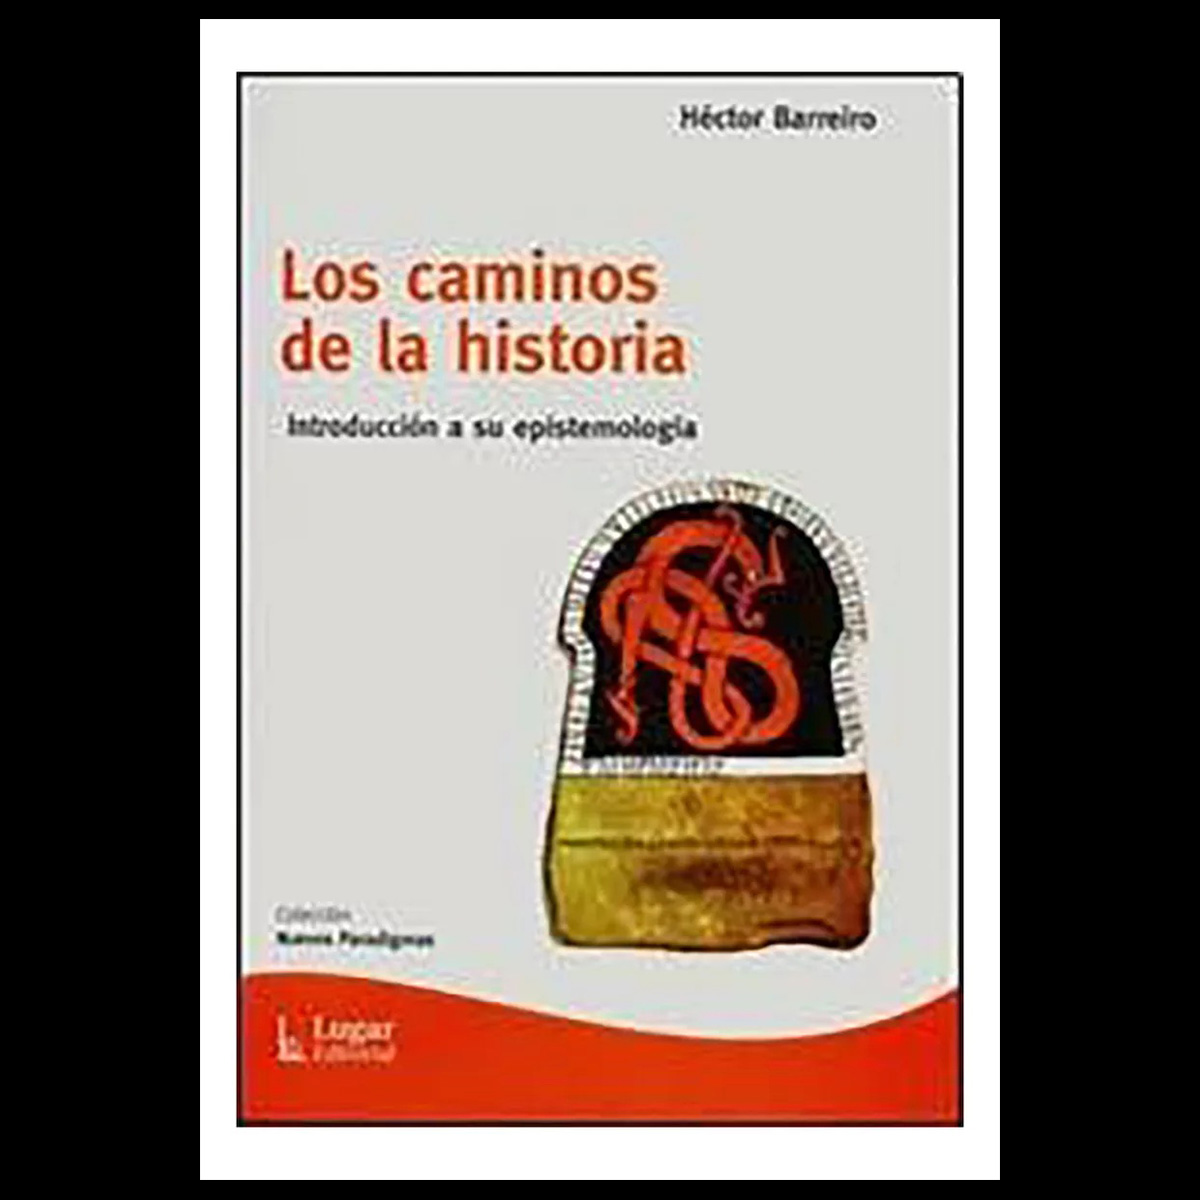 Héctor Barreiro
Los caminos
de la historia
Introducción a su epistemología
Colección
Nuevos Paradigmas
Lugar
Editorial